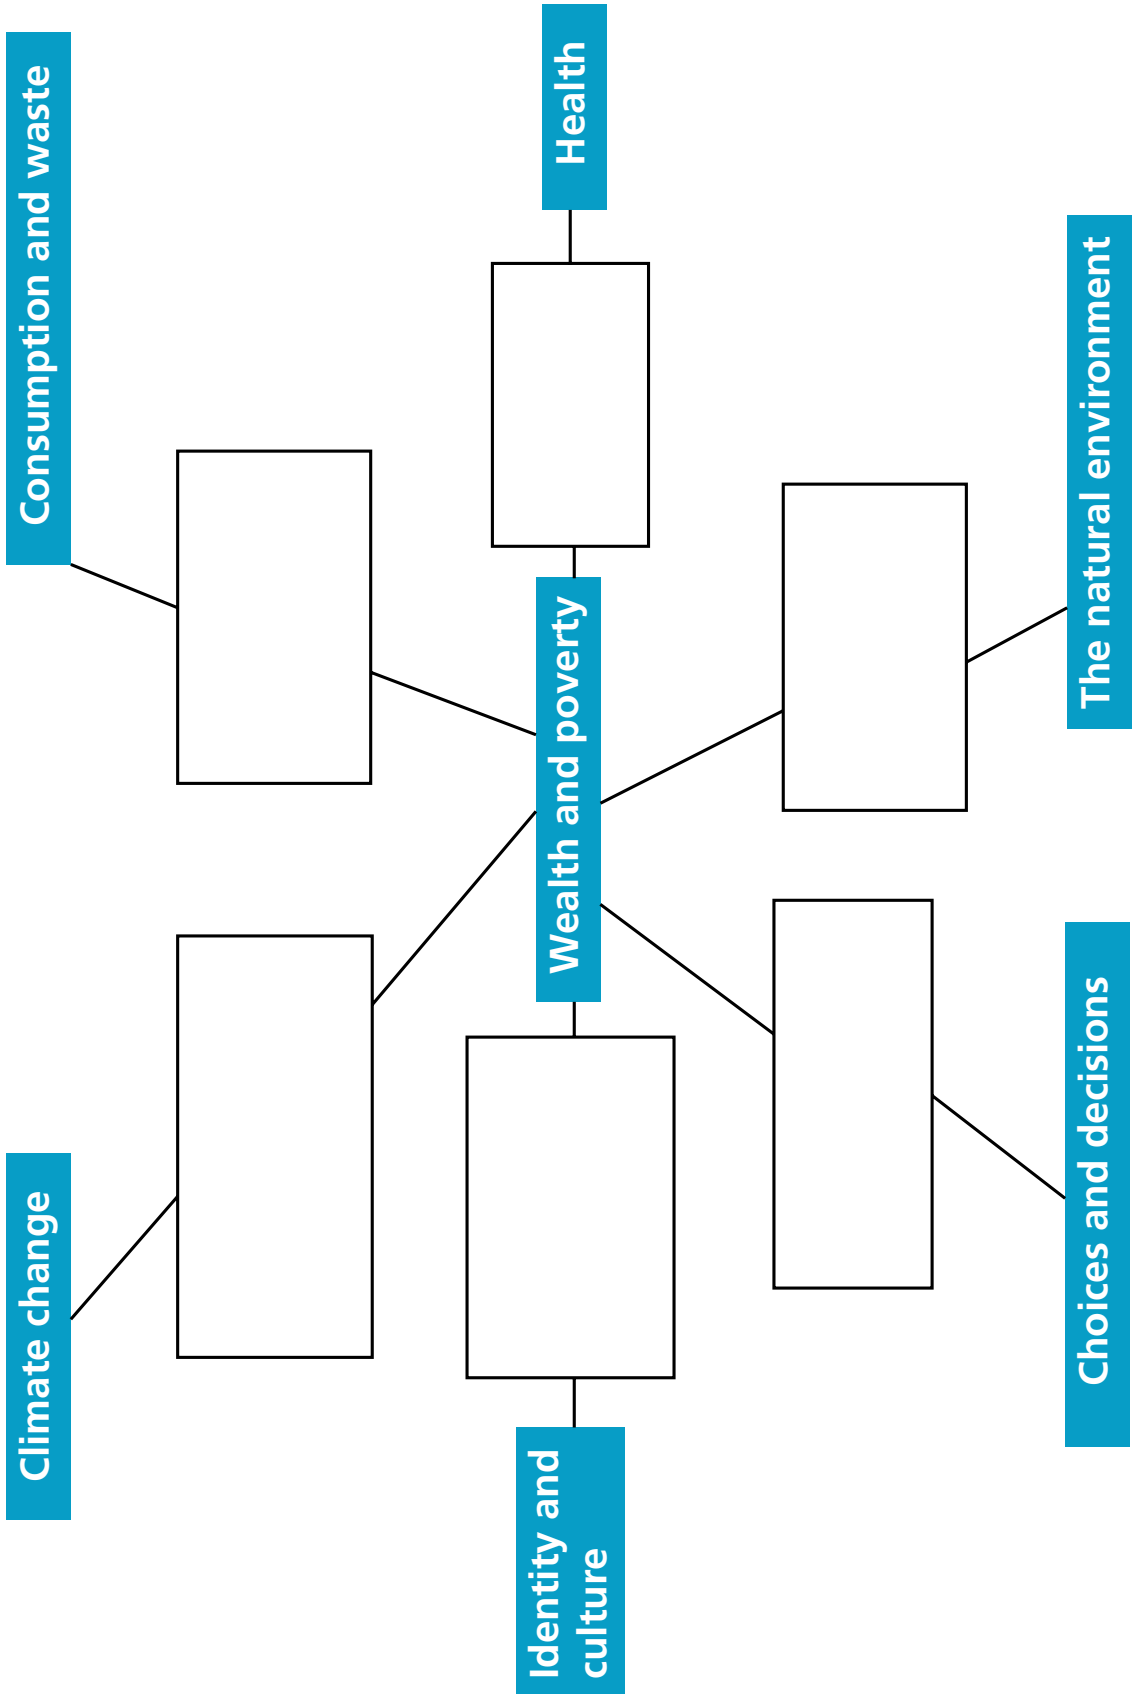 Climate change
Consumption and waste
Identity and
culture
Wealth and poverty
Health
Choices and decisions
The natural environment